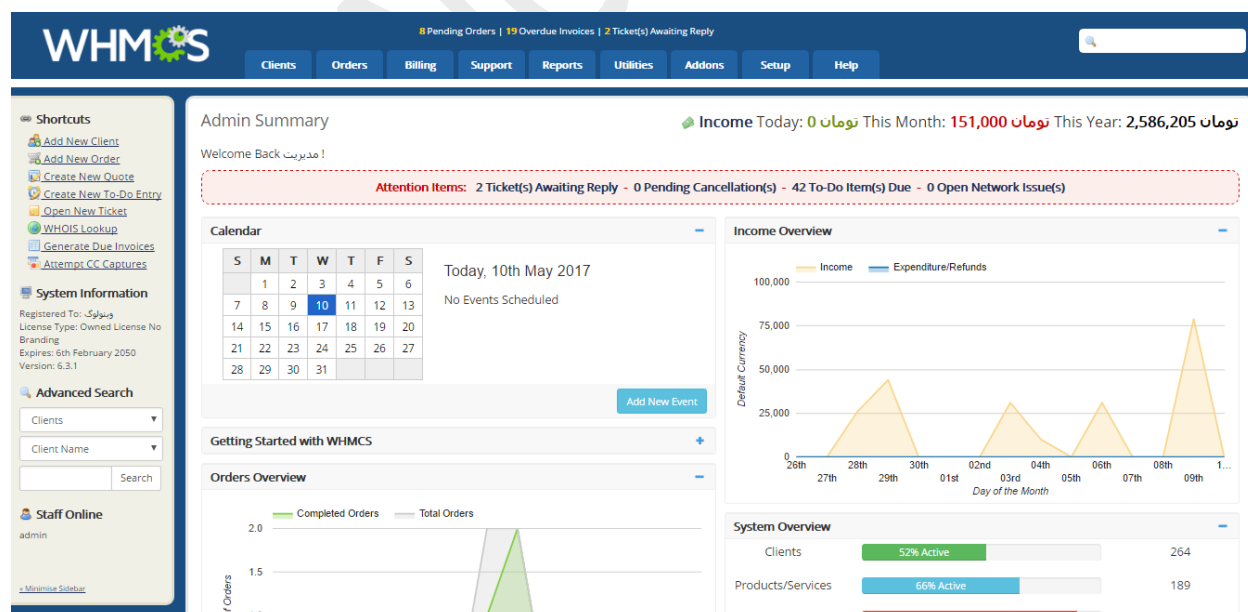 WHMCS
8 Pending Orders | 19 Overdue Invoices | 2 Ticket(s) Awaiting Reply
Clients Orders Billing Support Reports Utilities Addons Setup Help
Shortcuts
Add New Client
Add New Order
Create New Quote
Create New To-Do Entry
Open New Ticket
WHOIS Lookup
Generate Due Invoices
Attempt CC Captures
System Information
Registered To: وبنولوگ
License Type: Owned License No
Branding
Expires: 6th February 2050
Version: 6.3.1
Advanced Search
Clients
Client Name
Search
Staff Online
admin
« Minimise Sidebar
Admin Summary
Income Today: 0 تومان This Month: 151,000 تومان This Year: 2,586,205 تومان
Welcome Back مدیریت !
Attention Items: 2 Ticket(s) Awaiting Reply - 0 Pending Cancellation(s) - 42 To-Do Item(s) Due - 0 Open Network Issue(s)
Calendar
S M T W T F S
1 2 3 4 5 6
7 8 9 10 11 12 13
14 15 16 17 18 19 20
21 22 23 24 25 26 27
28 29 30 31
Today, 10th May 2017
No Events Scheduled
Add New Event
Getting Started with WHMCS
Orders Overview
Completed Orders Total Orders
2.0
1.5
of Orders
Income Overview
Income Expenditure/Refunds
100,000
75,000
50,000
25,000
0
Default Currency
26th 28th 30th 02nd 04th 06th 08th 1...
27th 29th 01st 03rd 05th 07th 09th
Day of the Month
System Overview
Clients 52% Active 264
Products/Services 66% Active 189